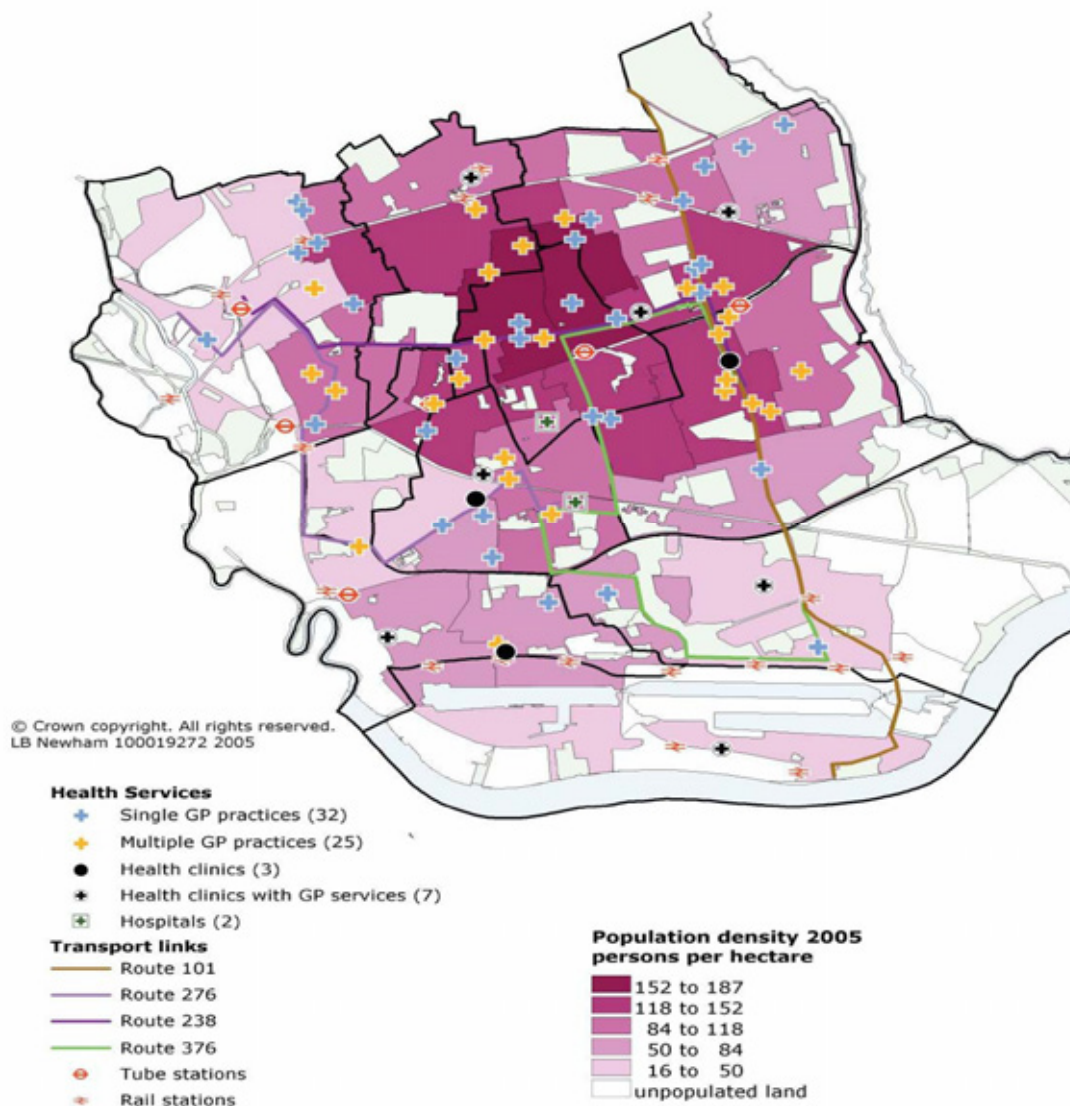 © Crown copyright. All rights reserved.
LB Newham 100019272 2005
Health Services
Single GP practices (32)
Multiple GP practices (25)
Health clinics (3)
Health clinics with GP services (7)
Hospitals (2)
Transport links
Route 101
Route 276
Route 238
Route 376
Tube stations
Rail stations
Population density 2005
persons per hectare
152 to 187
118 to 152
84 to 118
50 to 84
16 to 50
unpopulated land